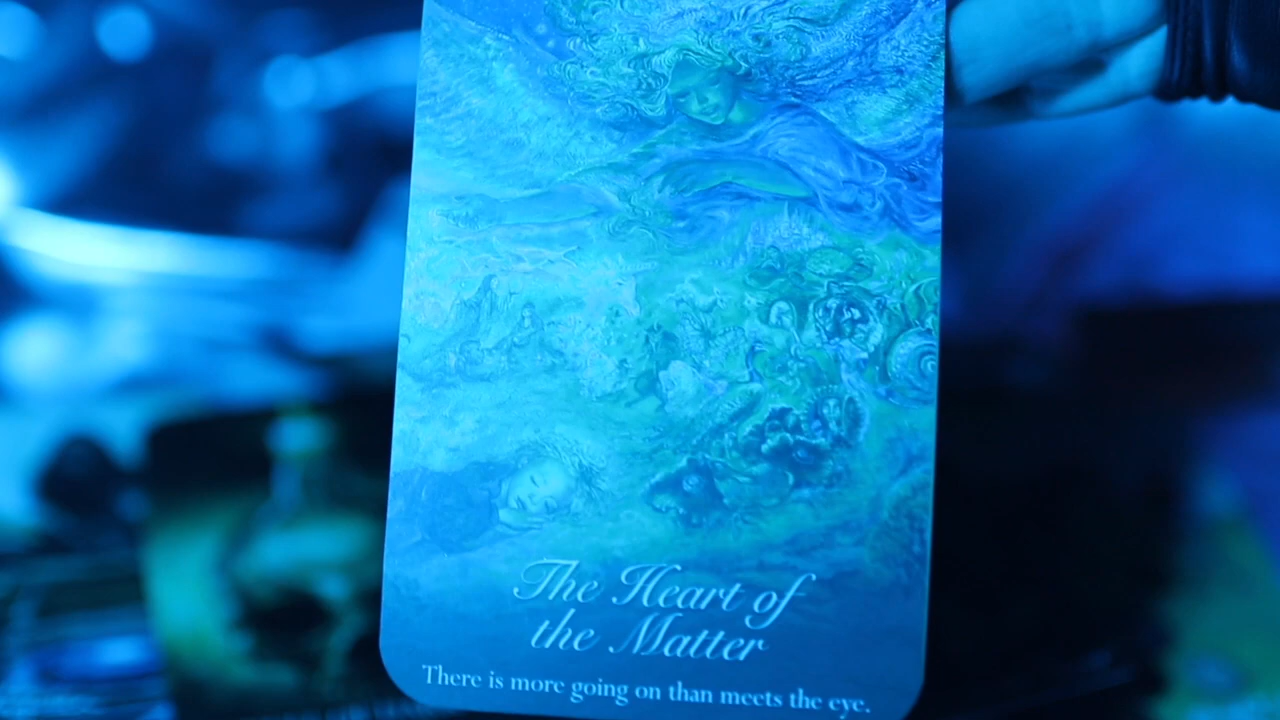 The Heart of
the Matter
There is more going on than meets the eye.